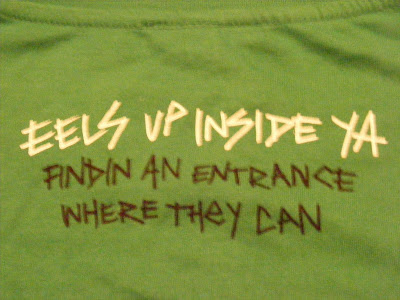 EELS UP INSIDE YA
FINDIN AN ENTRANCE
WHERE THEY CAN